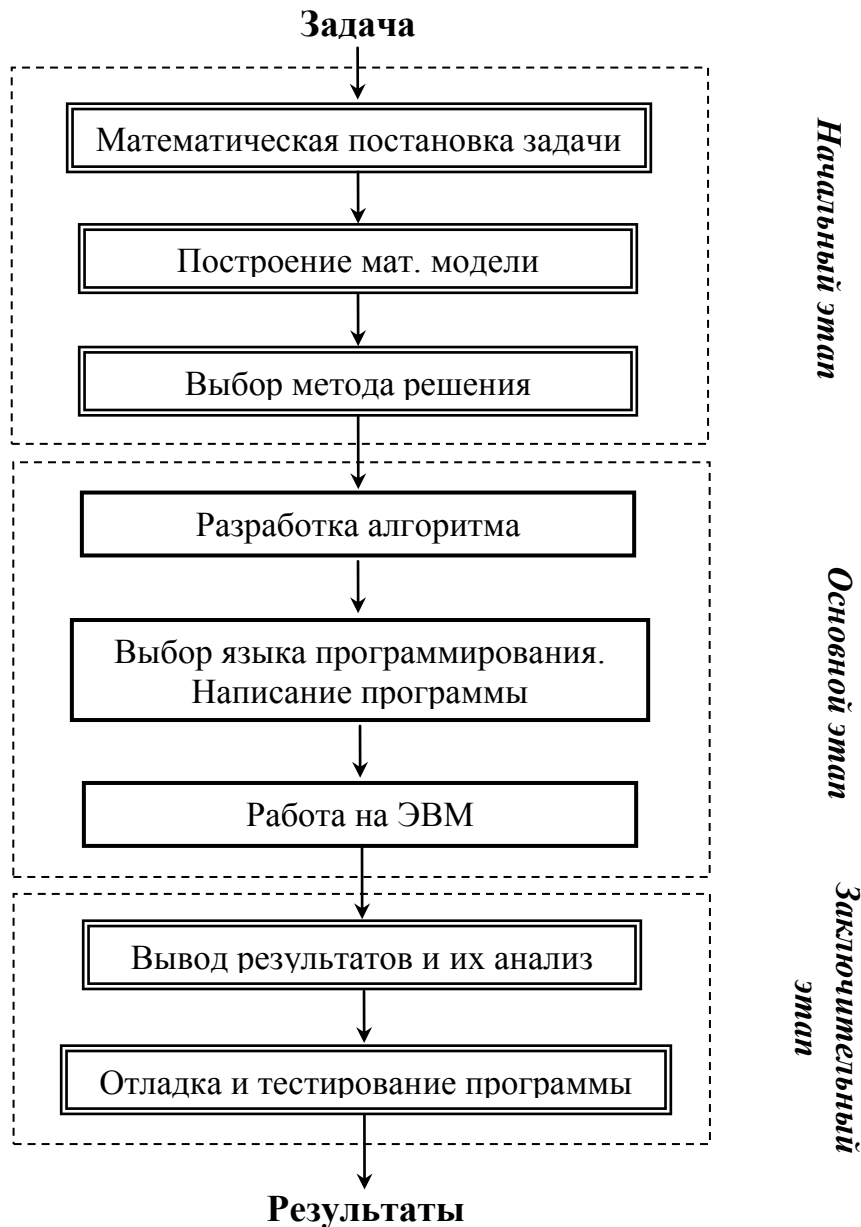 Задача
Математическая постановка задачи
Построение мат. модели
Выбор метода решения
Начальный этап
Разработка алгоритма
Выбор языка программирования.
Написание программы
Работа на ЭВМ
Основной этап
Вывод результатов и их анализ
Отладка и тестирование программы
Заключительный
этап
Результаты